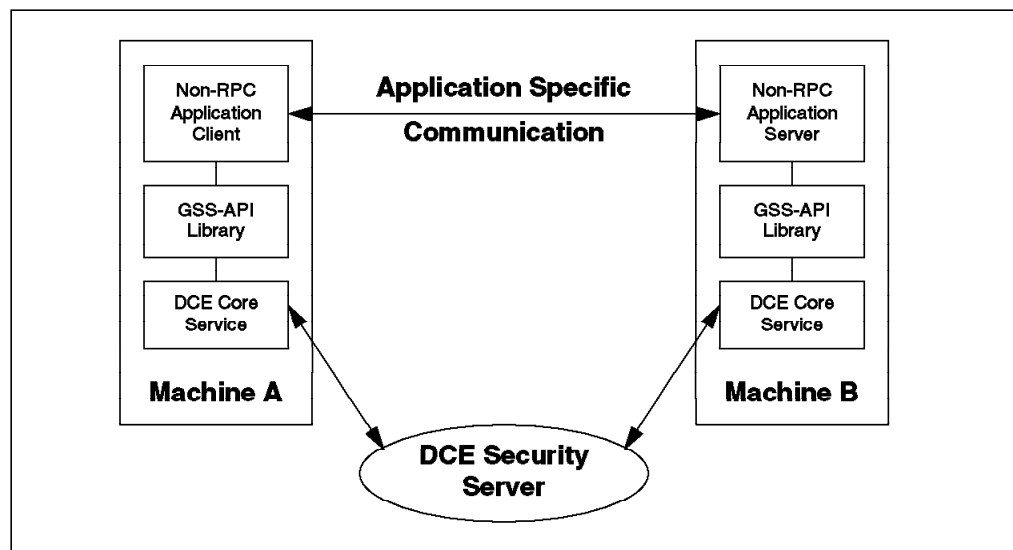 Non-RPC
Application
Client
Application Specific
Communication
Non-RPC
Application
Server
GSS-API
Library
GSS-API
Library
DCE Core
Service
DCE Core
Service
Machine A
Machine B
DCE Security
Server